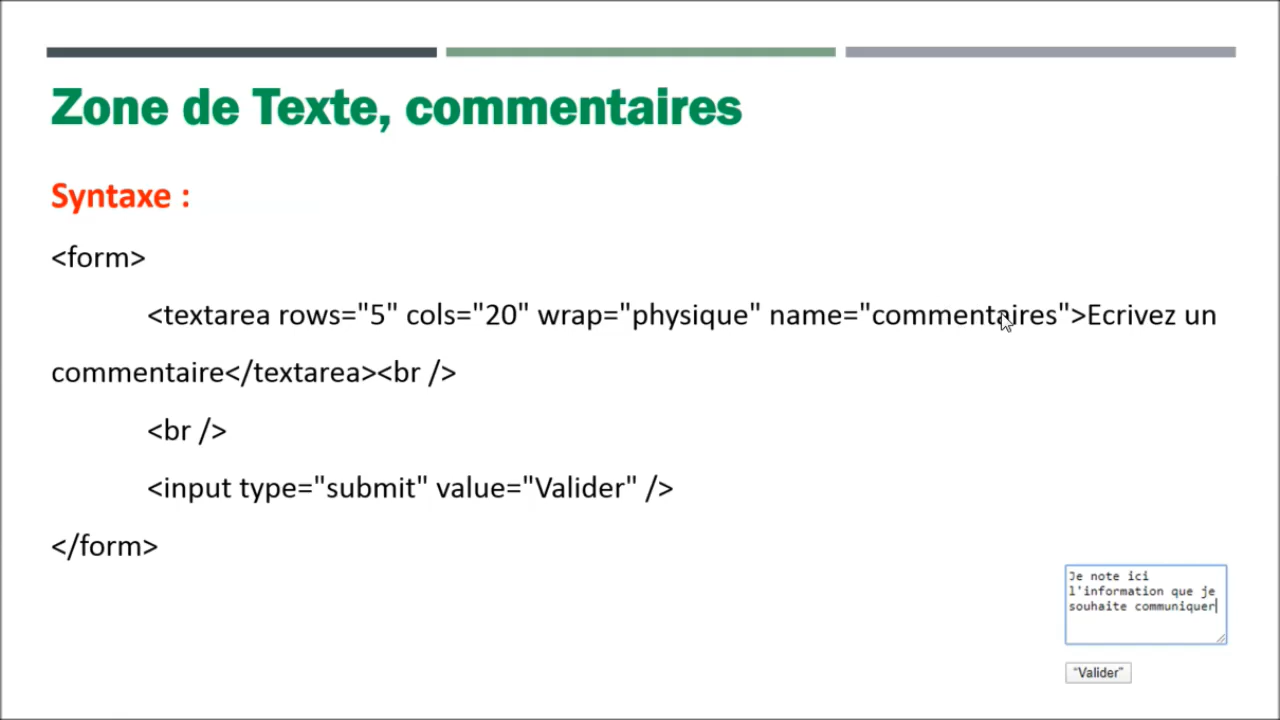 Zone de Texte, commentaires
Syntaxe :
<form>
<textarea rows="5" cols="20" wrap="physique" name="commentaires">Ecrivez un
commentaire</textarea><br />
<br />
<input type="submit" value="Valider" />
</form>
Je note ici
l'information que je
souhaite communiquer
"Valider"